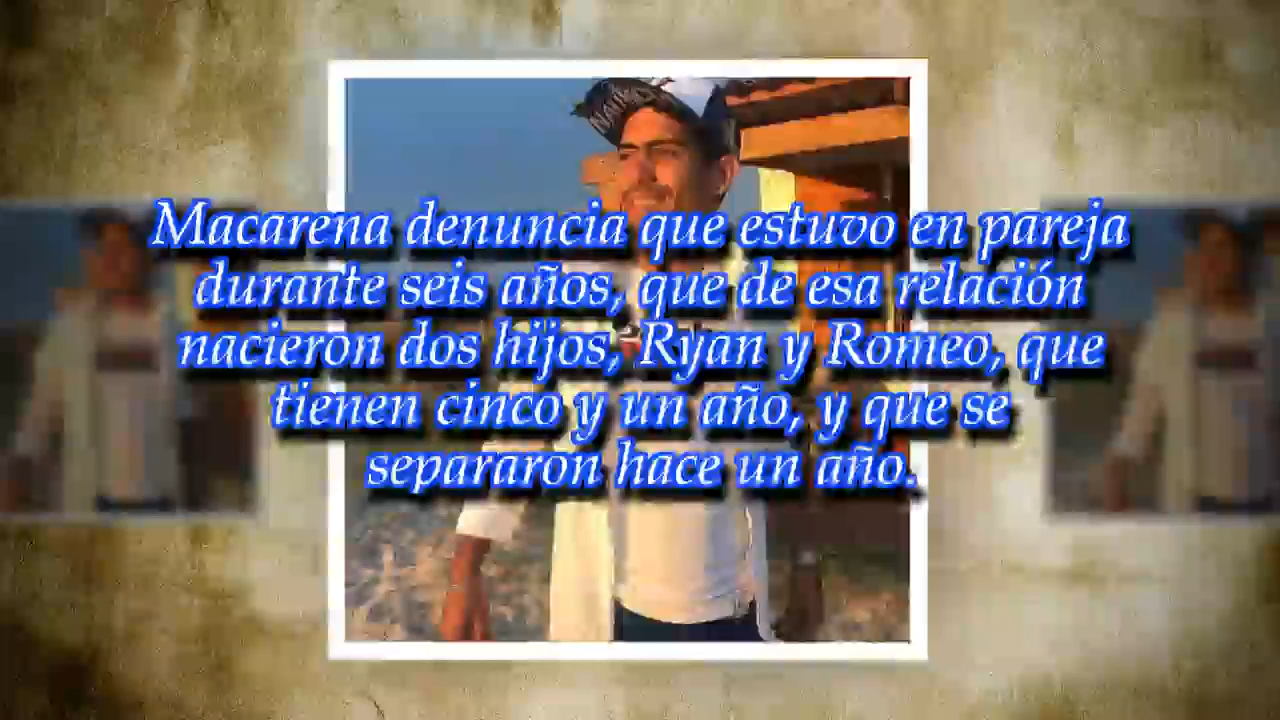 Macarena denuncia que estuvo en pareja
durante seis años, que de esa relación
nacieron dos hijos, Ryan y Romeo, que
tienen cinco y un año, y que se
separaron hace un año.